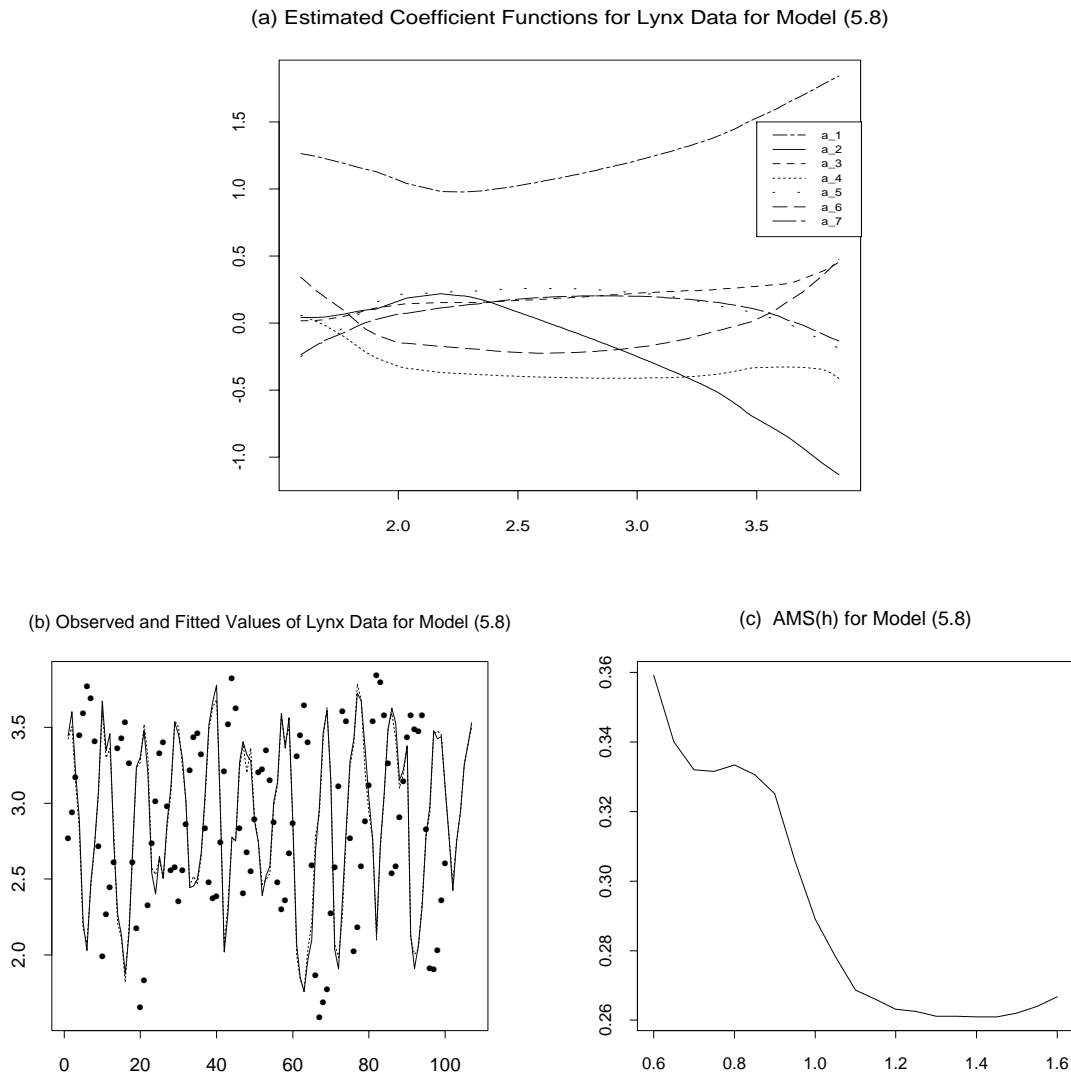 (a) Estimated Coefficient Functions for Lynx Data for Model (5.8)
1.5
1.0
0.5
0.0
-0.5
-1.0
a_1
a_2
a_3
a_4
a_5
a_6
a_7
2.0 2.5 3.0 3.5
(b) Observed and Fitted Values of Lynx Data for Model (5.8)
3.5
3.0
2.5
2.0
0 20 40 60 80 100
(c) AMS(h) for Model (5.8)
0.36
0.34
0.32
0.30
0.28
0.26
0.6 0.8 1.0 1.2 1.4 1.6